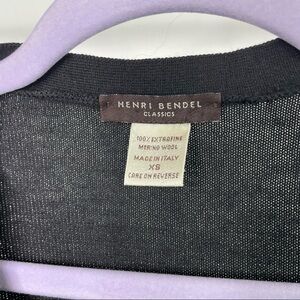 HENRI BENDEL
CLASSICS
100% EXTRAFINE
MERINO WOOL
MADE IN ITALY
XS
CARE ON REVERSE